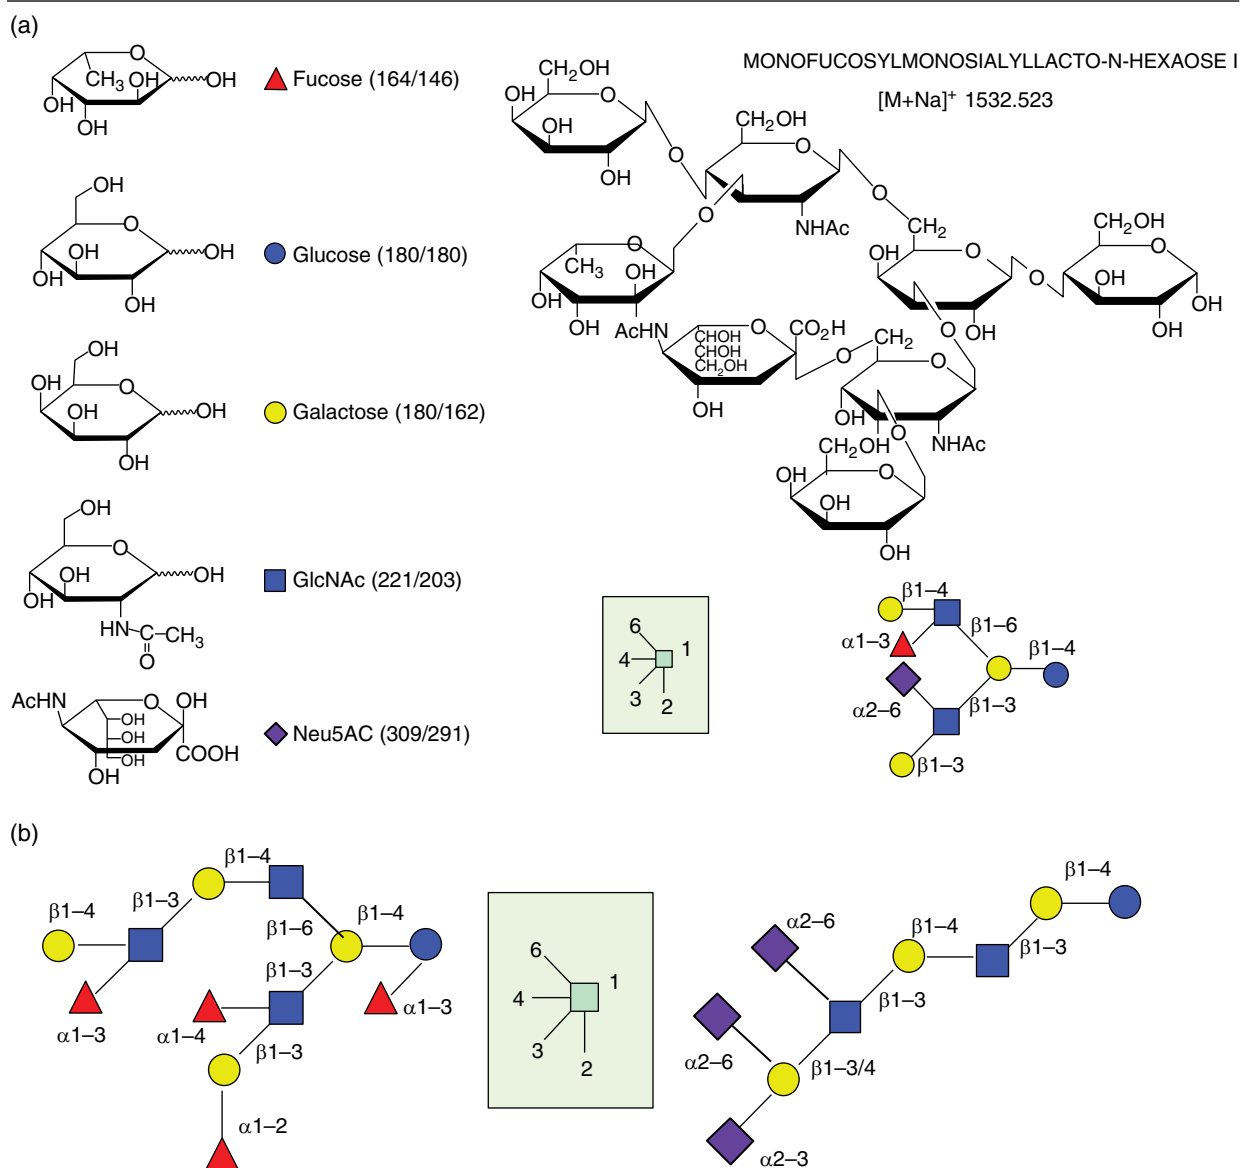 (a)
O
CH₃ OH
OH
OH
OH
Fucose (164/146)
OH
O
OH
OH
OH
OH
Glucose (180/180)
OH
OH
O
OH
OH
OH
Galactose (180/162)
OH
O
OH
OH
OH
HN–C–CH₃
O
GlcNAc (221/203)
AcHN
O
OH
OH
OH
OH
COOH
OH
Neu5AC (309/291)
MONOFUCOSYLMONOSIALYLLACTO-N-HEXAOSE I
[M+Na]⁺ 1532.523
CH₂OH
OH
O
OH
OH
O
CH₂OH
O
NHAc
O
O
CH₂
O
CH₃
OH
OH
OH
OH
O
OH
O
CH₂OH
O
OH
OH
OH
AcHN
O
CO₂H
CHOH
CHOH
CH₂OH
OH
O
CH₂
O
O
OH
OH
NHAc
O
CH₂OH
OH
O
OH
OH
6
4
3
2
1
β1–4
α1–3
β1–6
β1–4
α2–6
β1–3
β1–3
(b)
β1–4
β1–3
β1–4
β1–6
β1–4
α1–3
β1–3
α1–4
β1–3
α1–3
α1–2
6
4
3
2
1
α2–6
β1–4
β1–4
β1–3
β1–3
α2–6
β1–3/4
α2–3